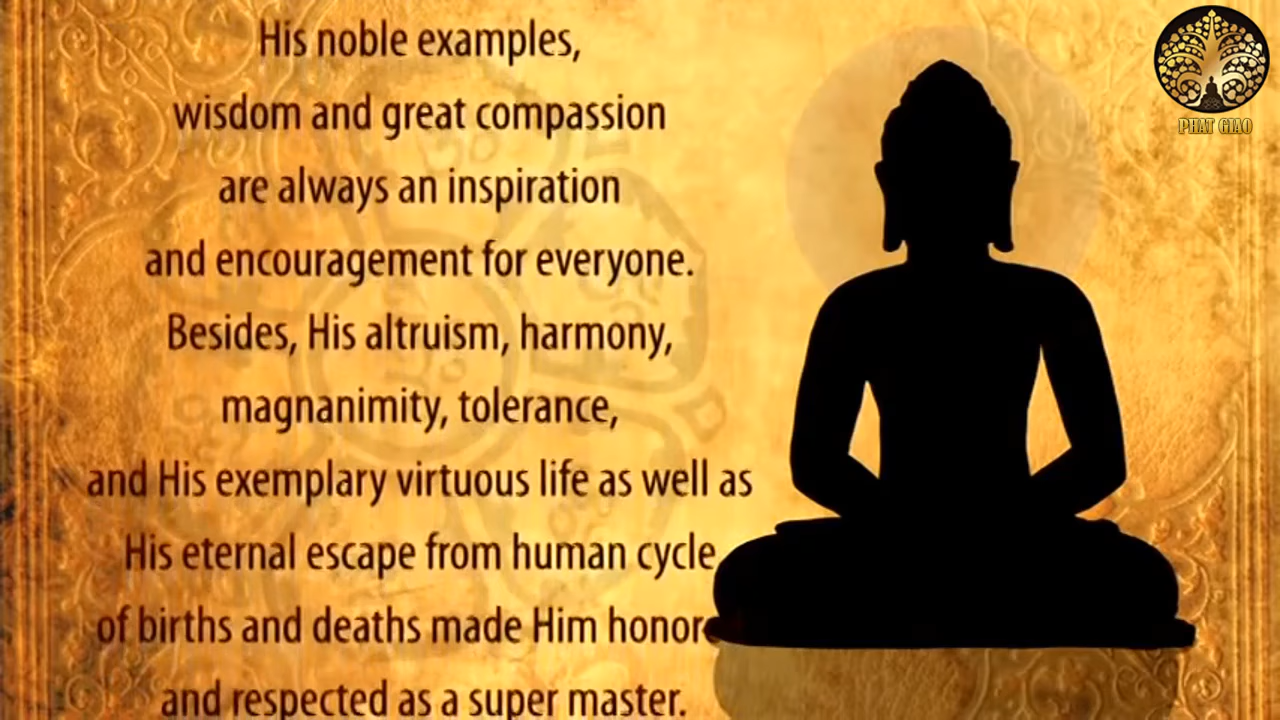 His noble examples,
wisdom and great compassion
are always an inspiration
and encouragement for everyone.
Besides, His altruism, harmony,
magnanimity, tolerance,
and His exemplary virtuous life as well as
His eternal escape from human cycle
of births and deaths made Him
and respected as a super master.
PHAT GIAO